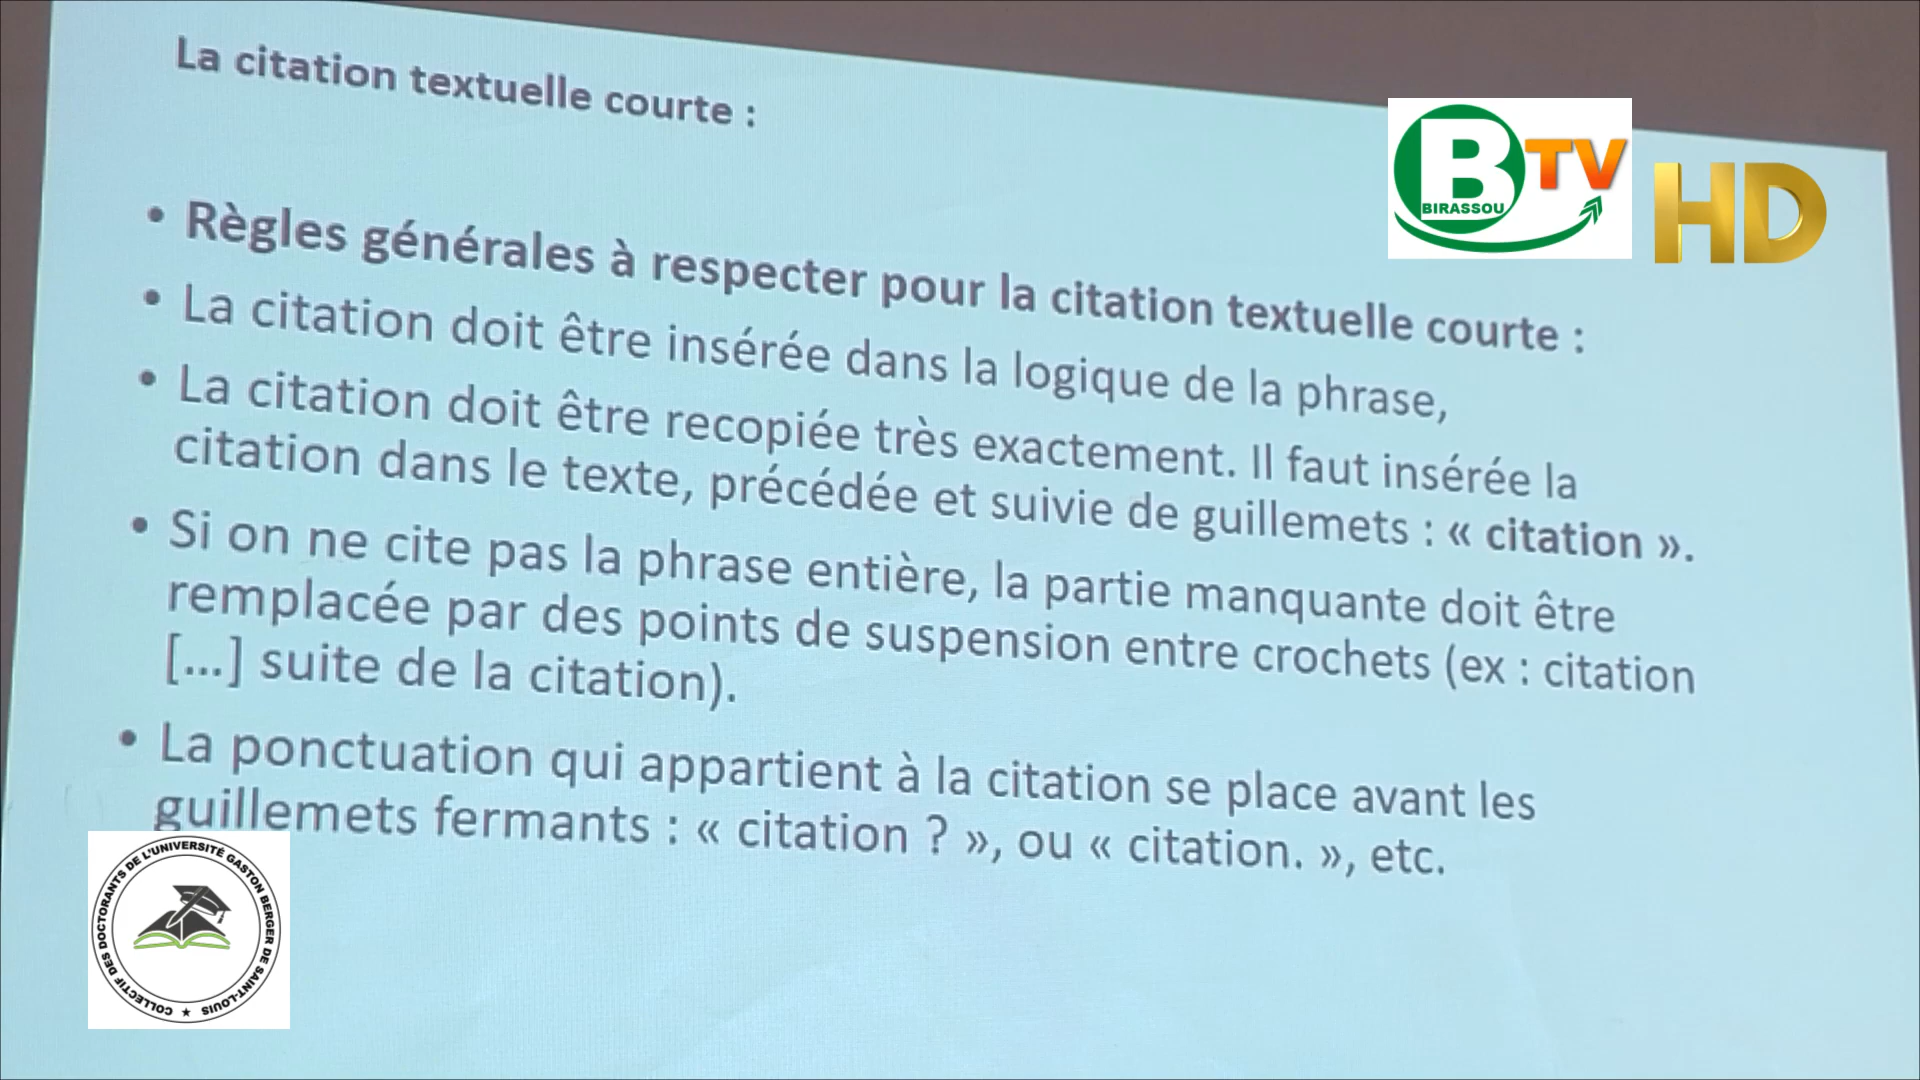 La citation textuelle courte :
• Règles générales à respecter pour la citation textuelle courte :
• La citation doit être insérée dans la logique de la phrase,
• La citation doit être recopiée très exactement. Il faut insérée la
citation dans le texte, précédée et suivie de guillemets : « citation ».
• Si on ne cite pas la phrase entière, la partie manquante doit être
remplacée par des points de suspension entre crochets (ex : citation
[...] suite de la citation).
• La ponctuation qui appartient à la citation se place avant les
guillemets fermants : « citation ? », ou « citation. », etc.
B TV
BIRASSOU
HD
COLLECTIF DES DOCTORANTS DE L'UNIVERSITÉ GASTON BERGER DE SAINT-LOUIS ★